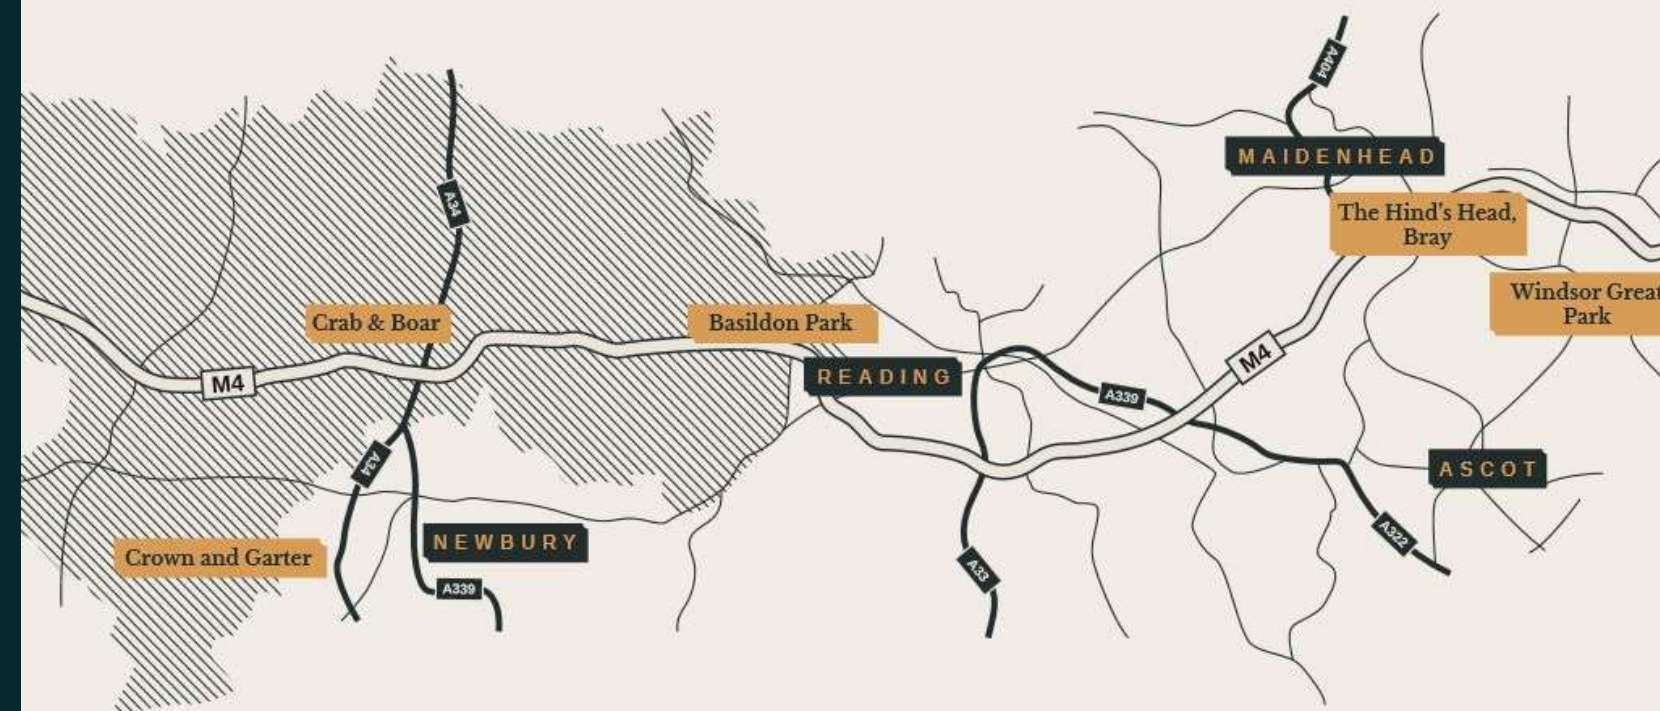 A404
MAIDENHEAD
A34
The Hind's Head,
Bray
Windsor Great
Park
Crab & Boar
Basildon Park
M4
READING
M4
A339
A34
ASCOT
NEWBURY
A322
Crown and Garter
A339
A33